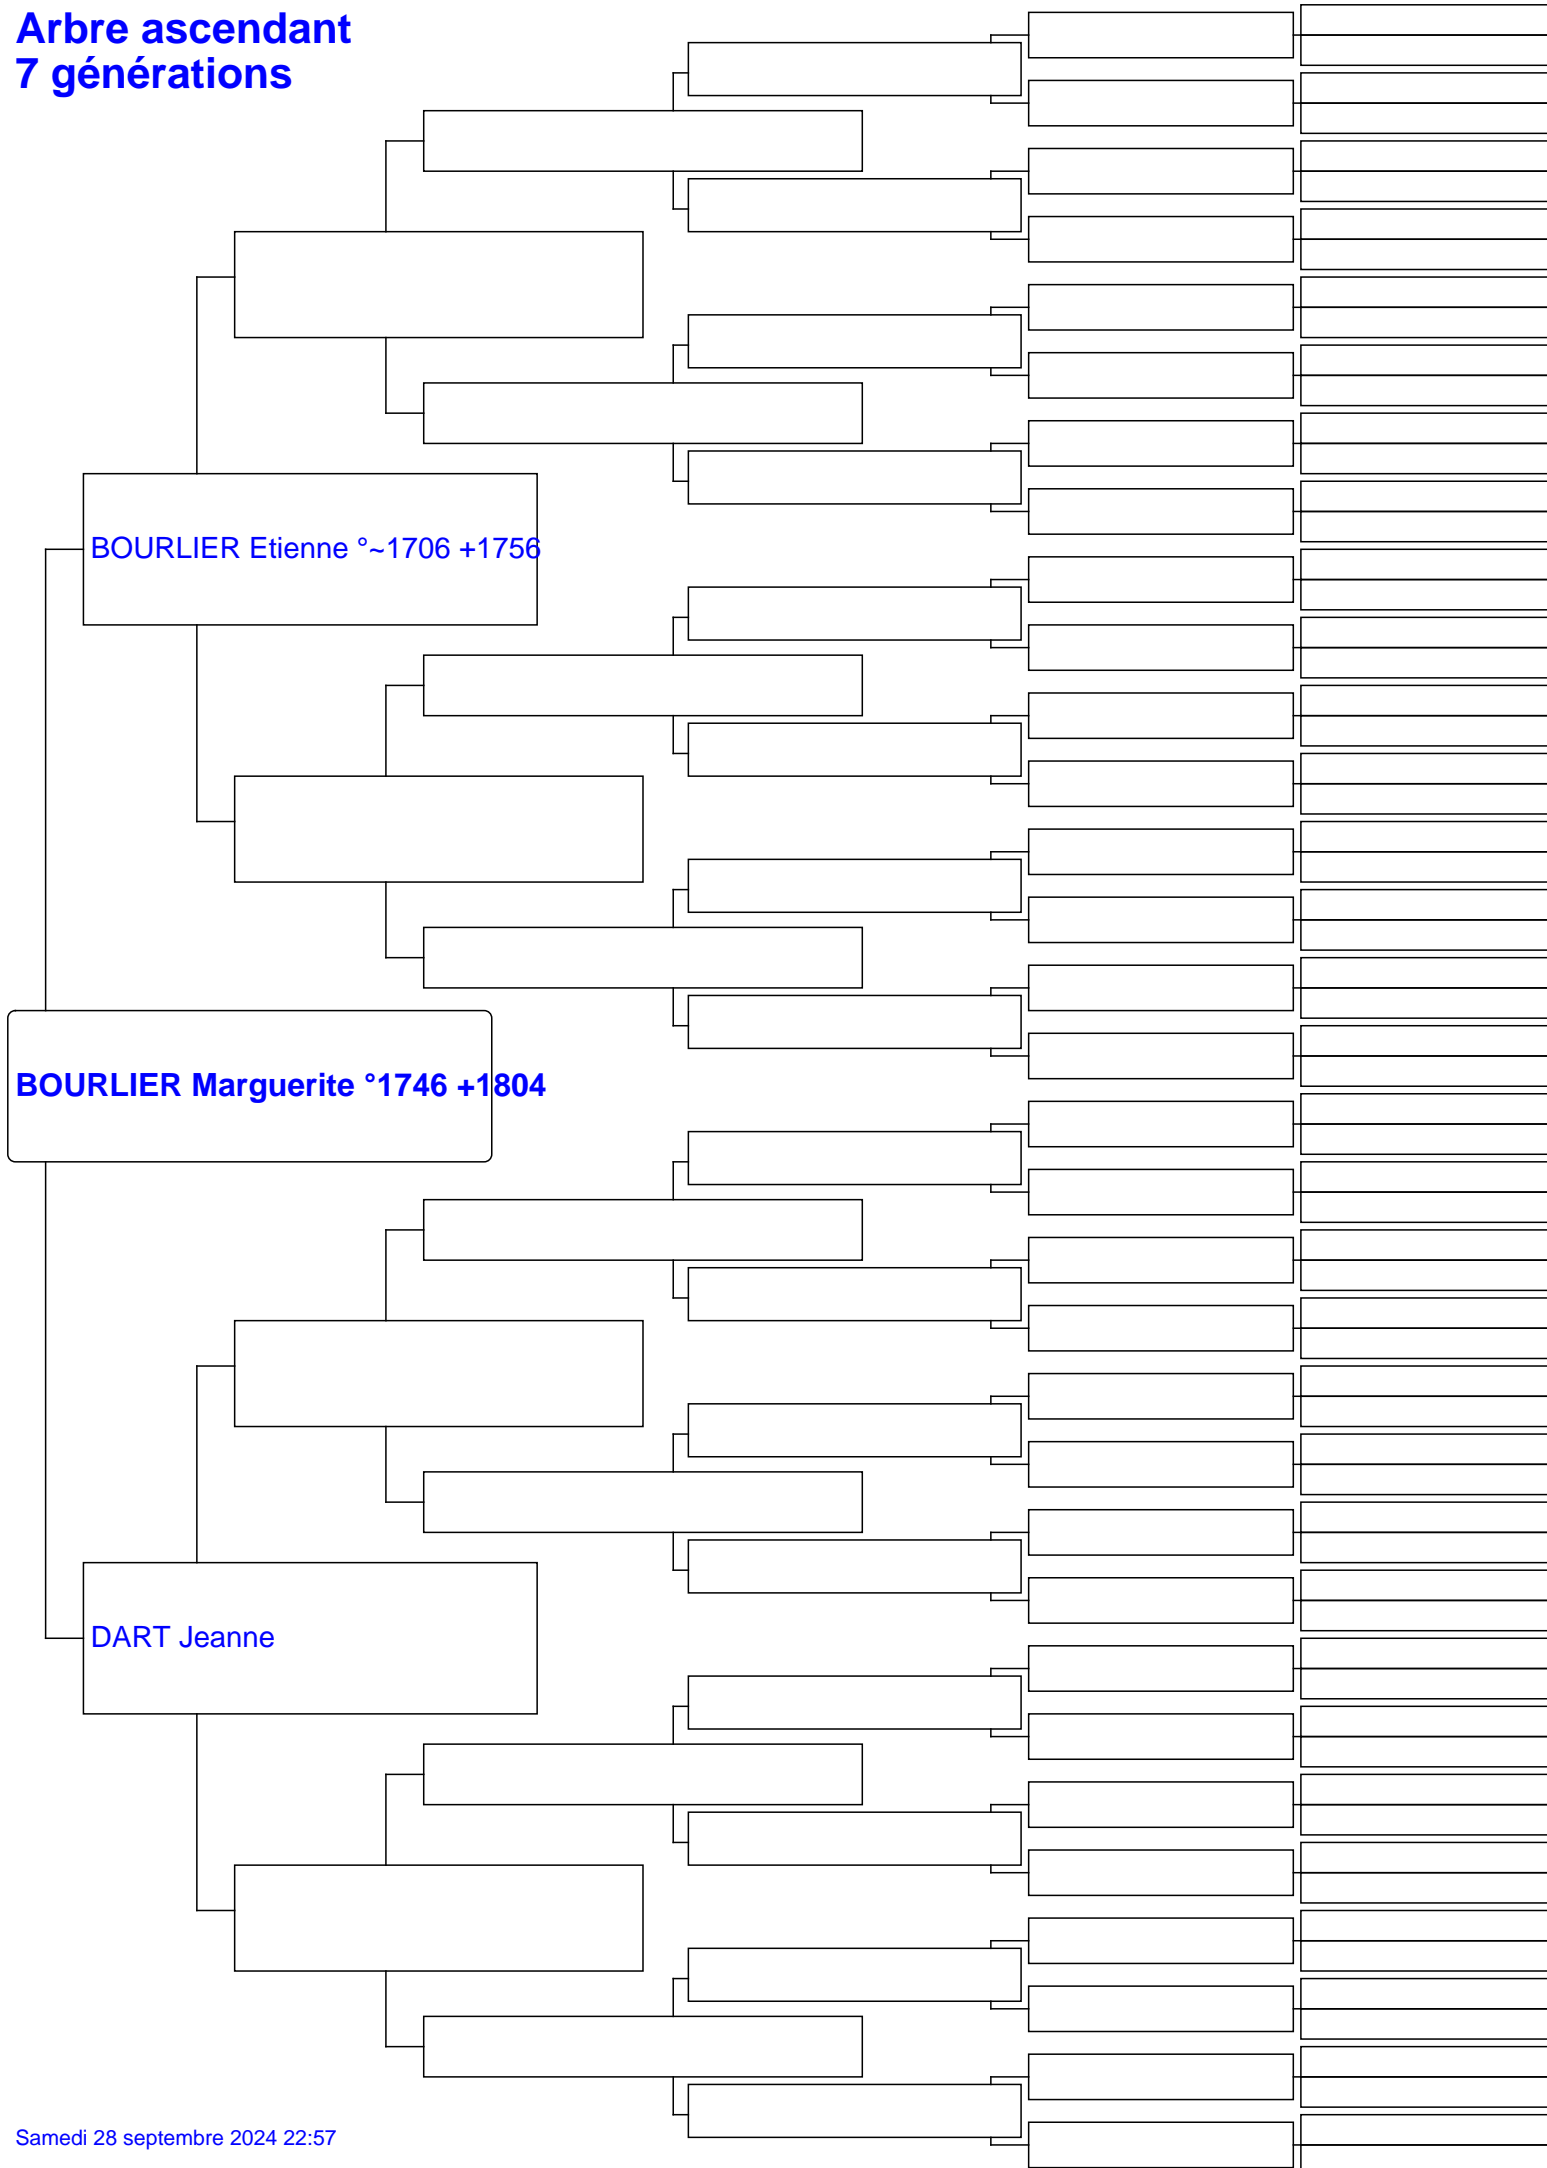 Arbre ascendant
7 générations
BOURLIER Etienne °~1706 +1756
BOURLIER Marguerite °1746 +1804
DART Jeanne
Samedi 28 septembre 2024 22:57